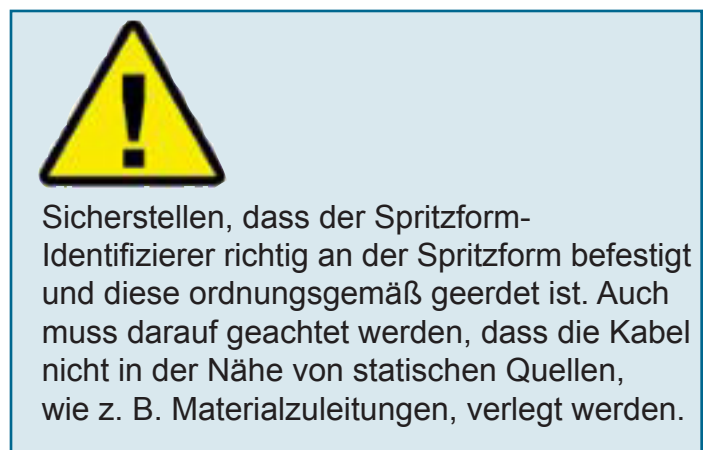 Sicherstellen, dass der Spritzform-
Identifizierer richtig an der Spritzform befestigt
und diese ordnungsgemäß geerdet ist. Auch
muss darauf geachtet werden, dass die Kabel
nicht in der Nähe von statischen Quellen,
wie z. B. Materialzuleitungen, verlegt werden.